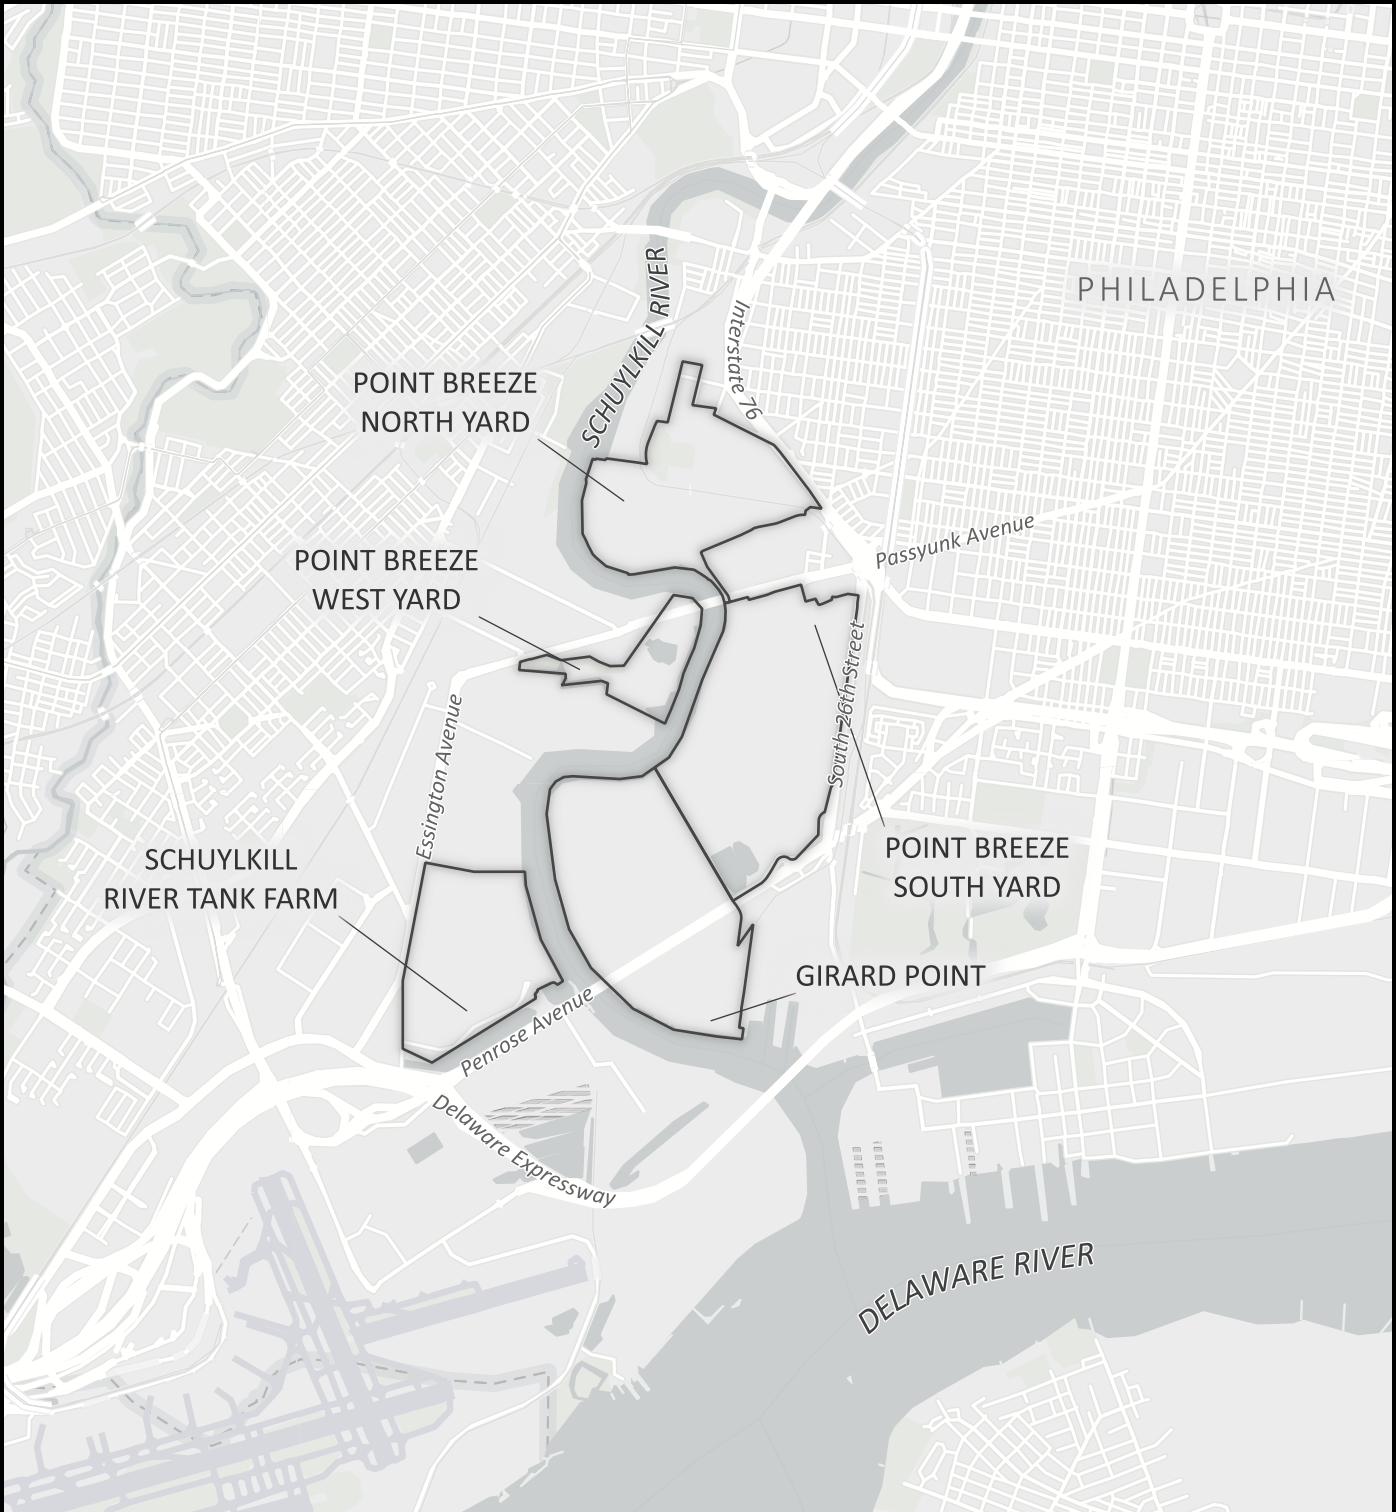 PHILADELPHIA
SCHUYLKILL RIVER
Interstate 76
POINT BREEZE
NORTH YARD
Passyunk Avenue
POINT BREEZE
WEST YARD
South 26th Street
Essington Avenue
SCHUYLKILL
RIVER TANK FARM
POINT BREEZE
SOUTH YARD
GIRARD POINT
Penrose Avenue
Delaware Expressway
DELAWARE RIVER